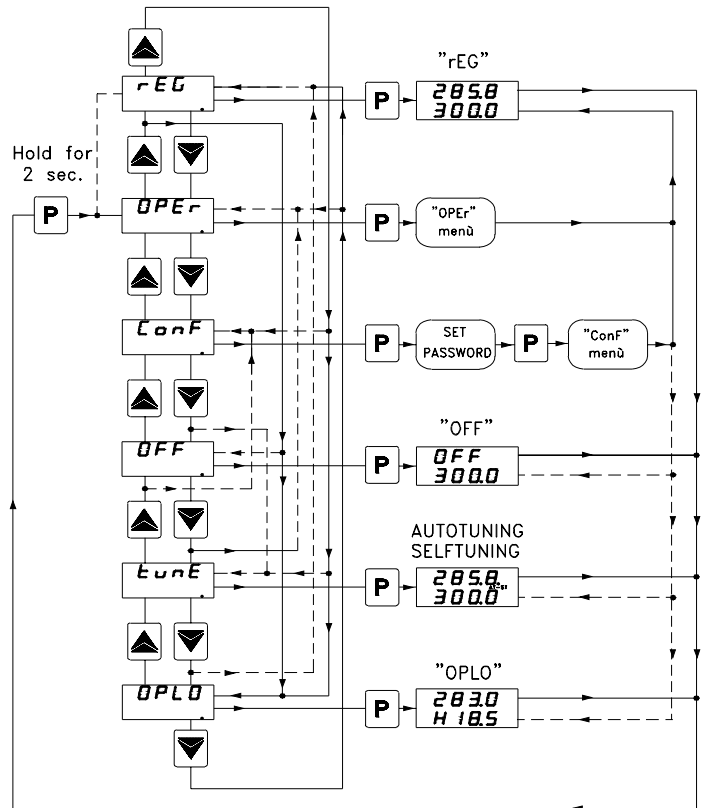 "rEG"
rEG
P
285.8
300.0
Hold for
2 sec.
P
OPEr
P
"OPEr"
menù
ConF
P
SET
PASSWORD
P
"ConF"
menù
"OFF"
OFF
P
OFF
300.0
AUTOTUNING
SELFTUNING
tunE
P
285.8
300.0
"OPLO"
OPLO
P
283.0
H 18.5